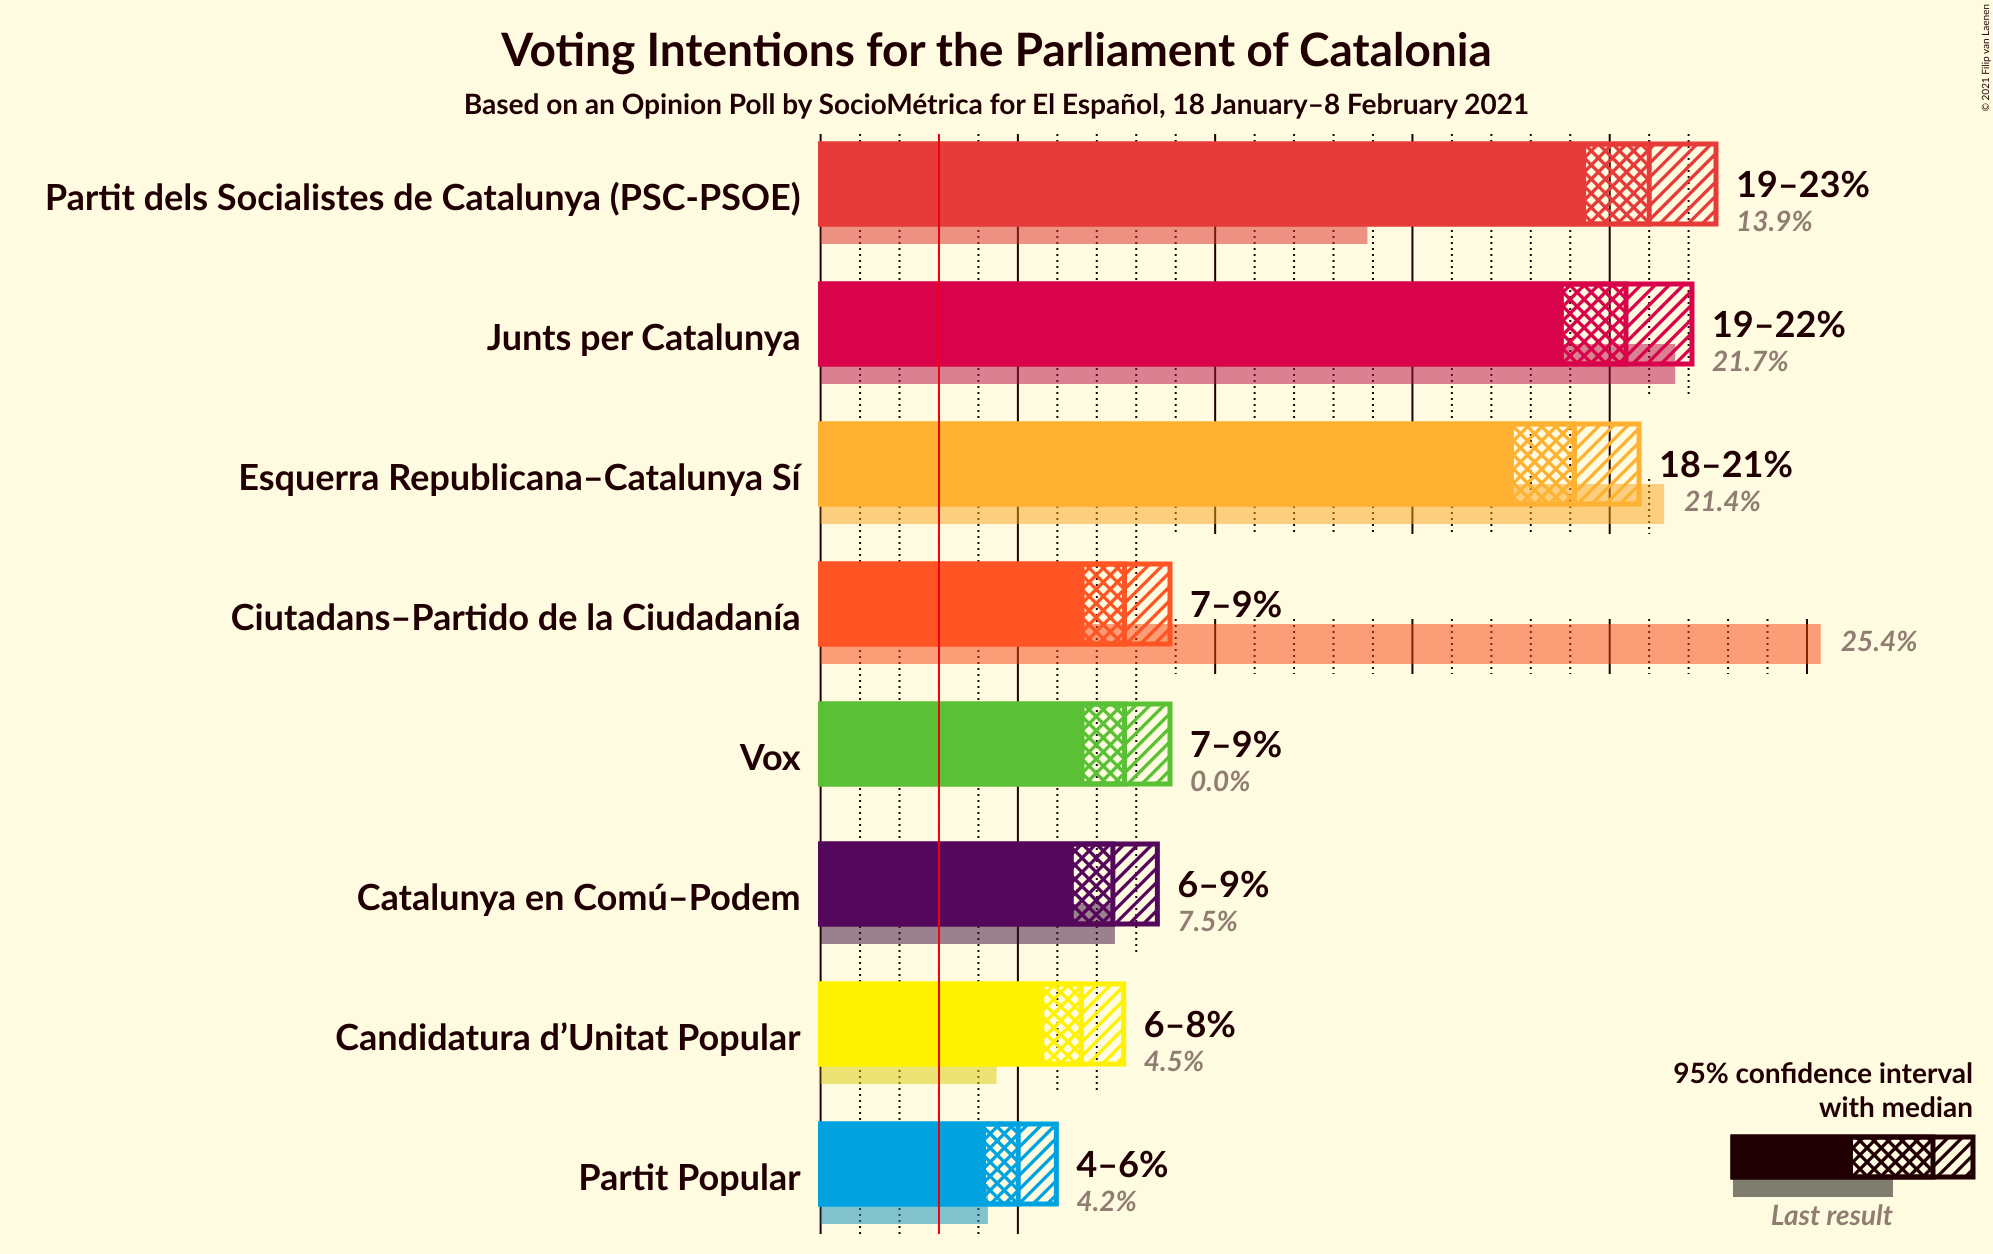 Voting Intentions for the Parliament of Catalonia
Based on an Opinion Poll by SocioMétrica for El Español, 18 January–8 February 2021
© 2021 Filip van Laenen
Partit dels Socialistes de Catalunya (PSC-PSOE)
19–23%
13.9%
Junts per Catalunya
19–22%
21.7%
Esquerra Republicana–Catalunya Sí
18–21%
21.4%
Ciutadans–Partido de la Ciudadanía
7–9%
25.4%
Vox
7–9%
0.0%
Catalunya en Comú–Podem
6–9%
7.5%
Candidatura d’Unitat Popular
6–8%
4.5%
Partit Popular
4–6%
4.2%
95% confidence interval
with median
Last result